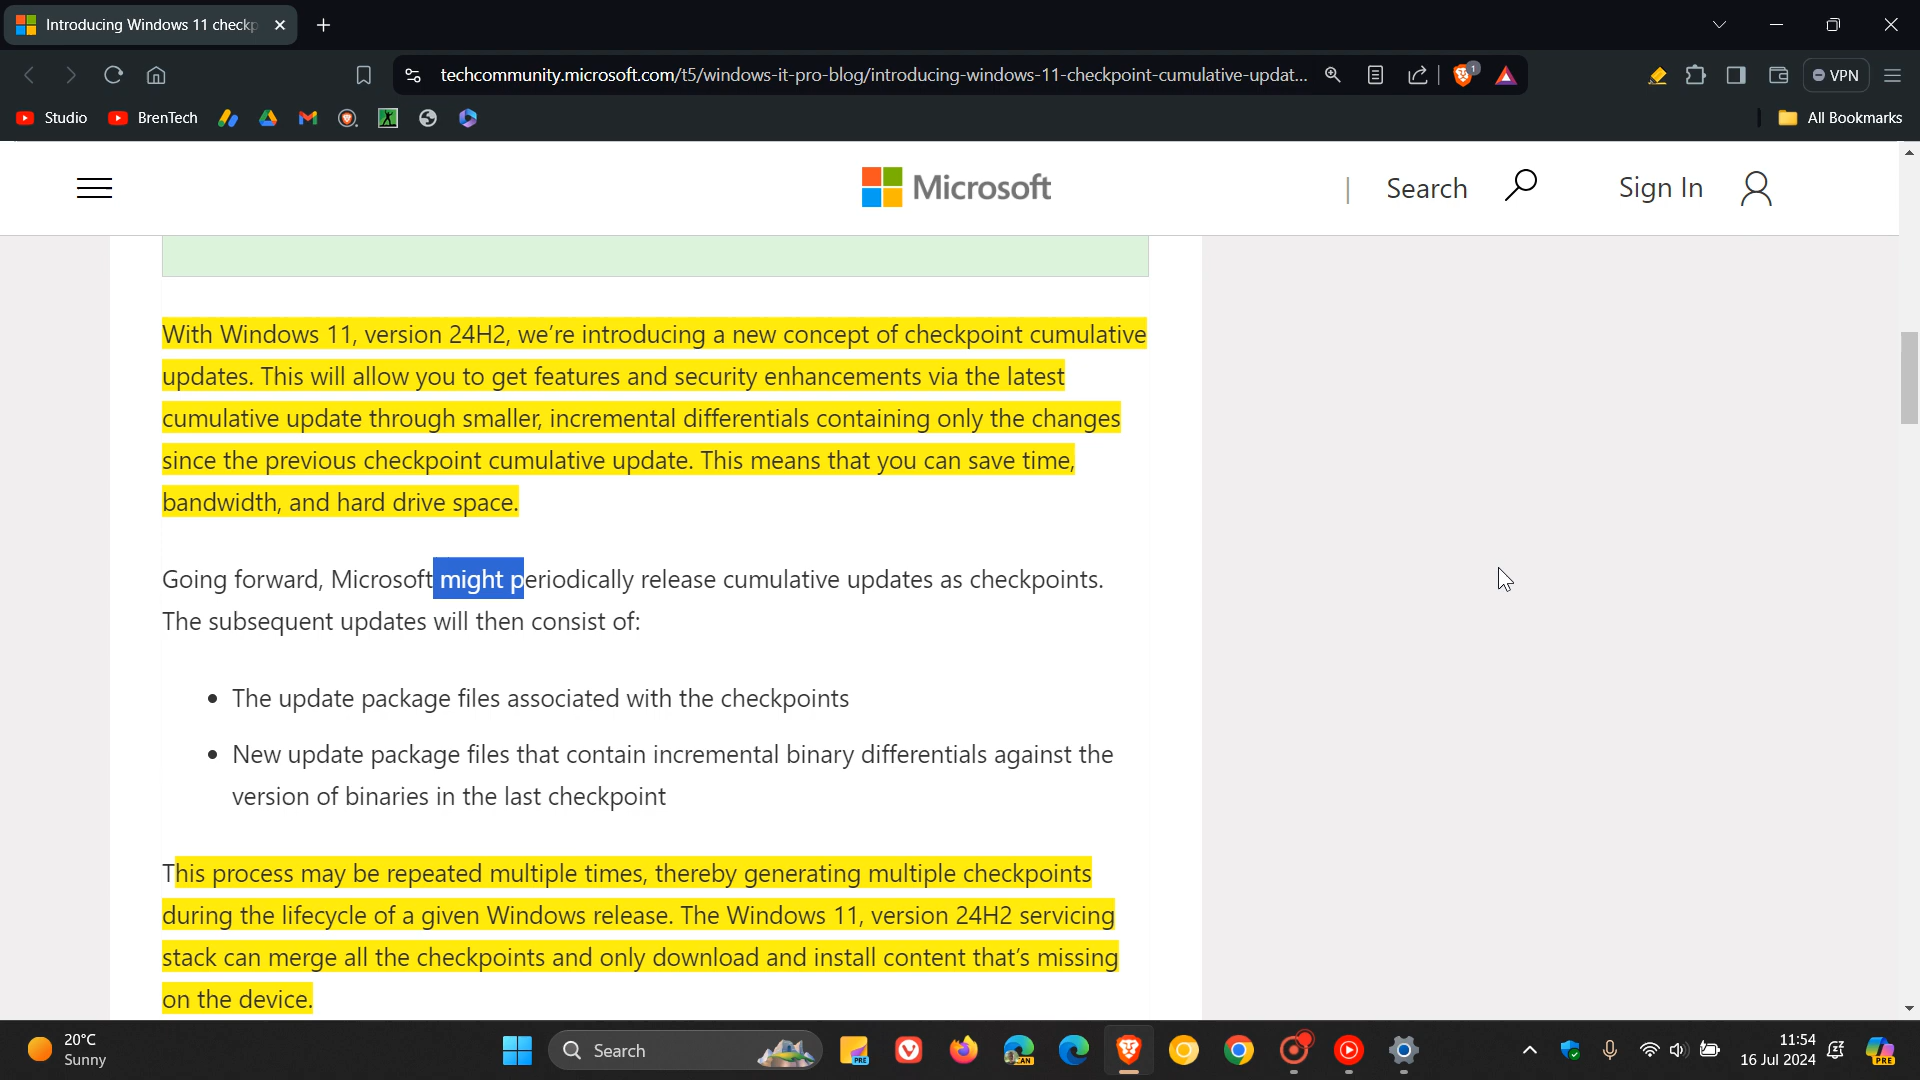 Introducing Windows 11 checkp
techcommunity.microsoft.com/t5/windows-it-pro-blog/introducing-windows-11-checkpoint-cumulative-updat...
1
VPN
Studio
BrenTech
All Bookmarks
Microsoft
| Search
Sign In
With Windows 11, version 24H2, we’re introducing a new concept of checkpoint cumulative
updates. This will allow you to get features and security enhancements via the latest
cumulative update through smaller, incremental differentials containing only the changes
since the previous checkpoint cumulative update. This means that you can save time,
bandwidth, and hard drive space.
Going forward, Microsoft might periodically release cumulative updates as checkpoints.
The subsequent updates will then consist of:
• The update package files associated with the checkpoints
• New update package files that contain incremental binary differentials against the
version of binaries in the last checkpoint
This process may be repeated multiple times, thereby generating multiple checkpoints
during the lifecycle of a given Windows release. The Windows 11, version 24H2 servicing
stack can merge all the checkpoints and only download and install content that’s missing
on the device.
20°C
Sunny
Search
PRE
CAN
11:54
16 Jul 2024
PRE